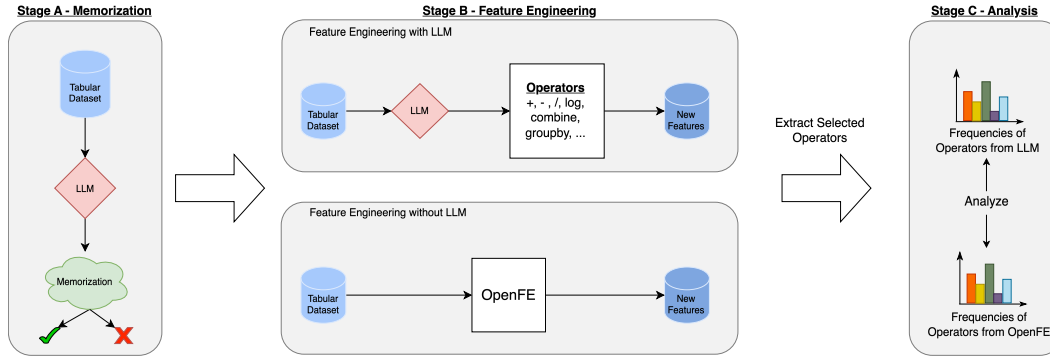 Stage A - Memorization
Tabular
Dataset
LLM
Memorization
Stage B - Feature Engineering
Feature Engineering with LLM
Tabular
Dataset
LLM
Operators
+, - , /, log,
combine,
groupby, ...
New
Features
Feature Engineering without LLM
Tabular
Dataset
OpenFE
New
Features
Extract Selected
Operators
Stage C - Analysis
Frequencies of
Operators from LLM
Analyze
Frequencies of
Operators from OpenFE